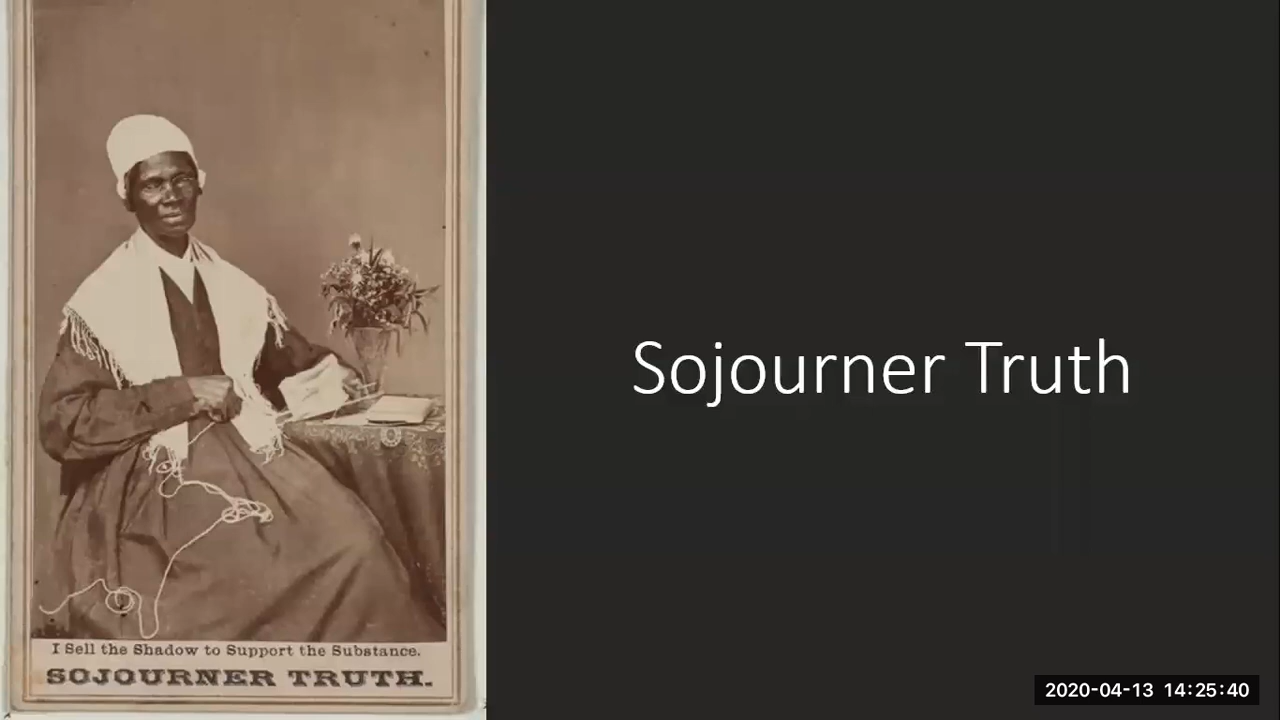 I Sell the Shadow to Support the Substance.
SOJOURNER TRUTH.
Sojourner Truth
2020-04-13 14:25:40